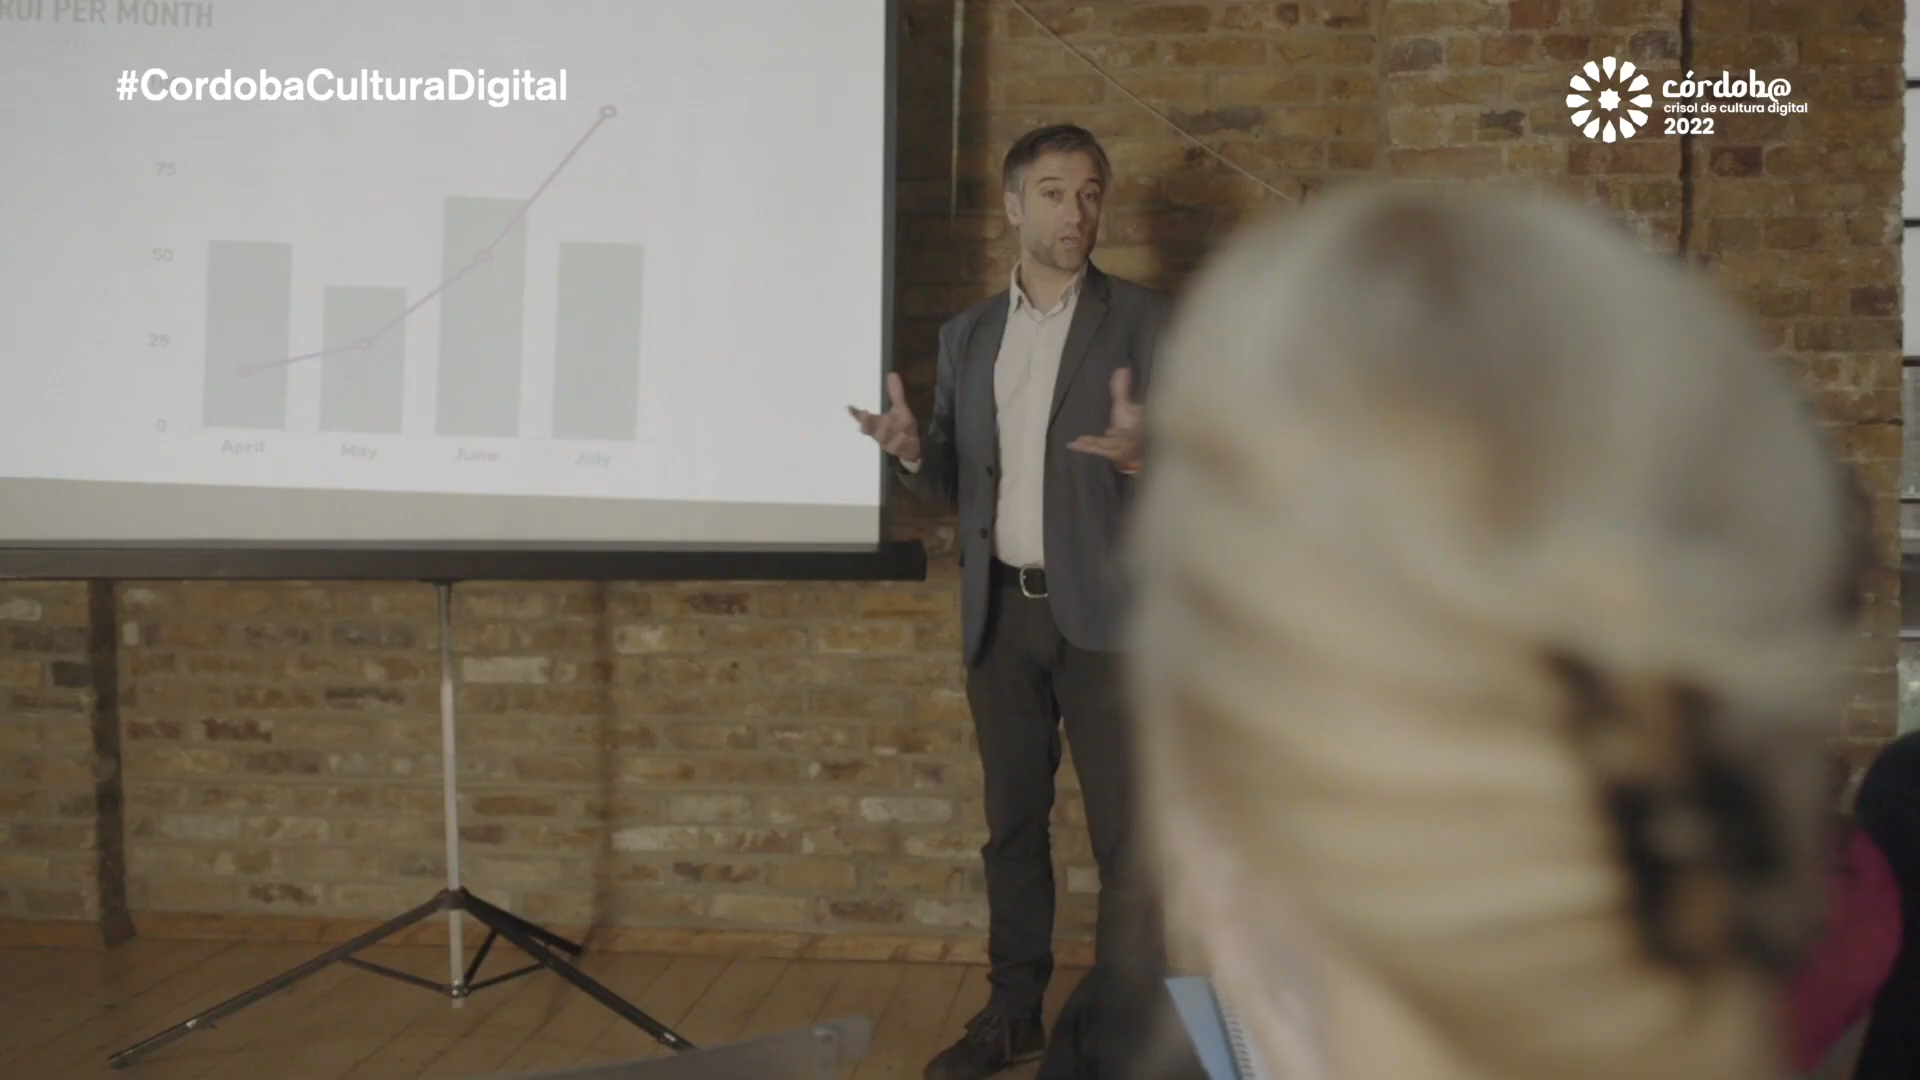 ROI PER MONTH
#CordobaCulturaDigital
córdob@
crisol de cultura digital
2022
75
50
25
0
April
May
June
July